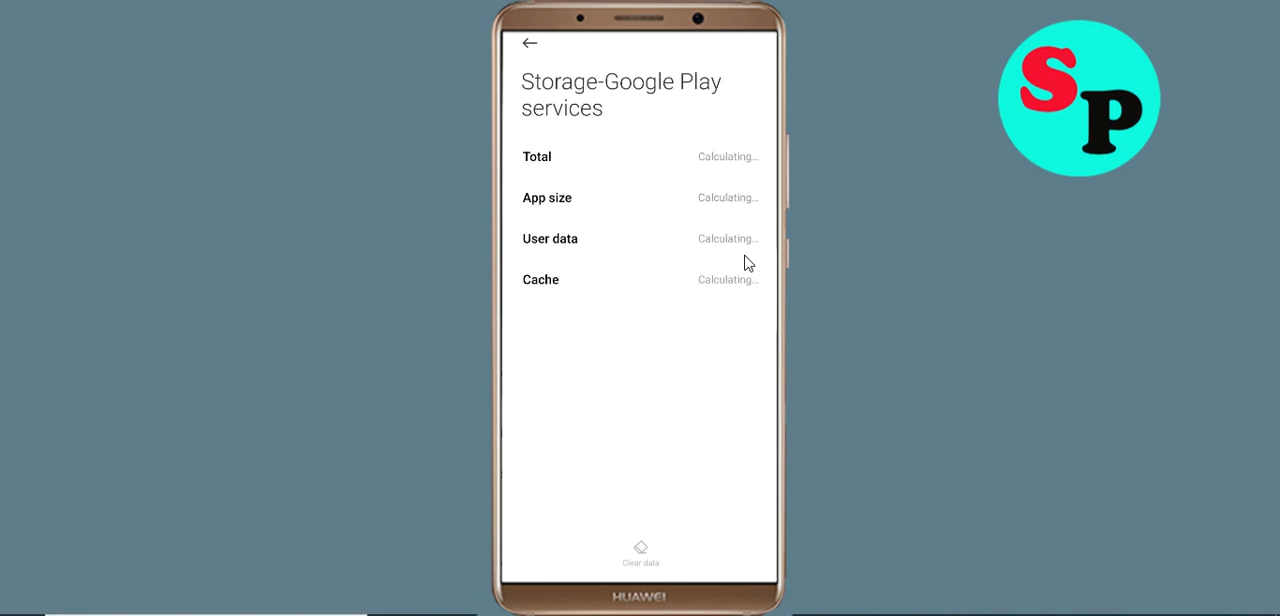 Storage-Google Play
services
Total Calculating...
App size Calculating...
User data Calculating...
Cache Calculating...
Clear data
HUAWEI
SP